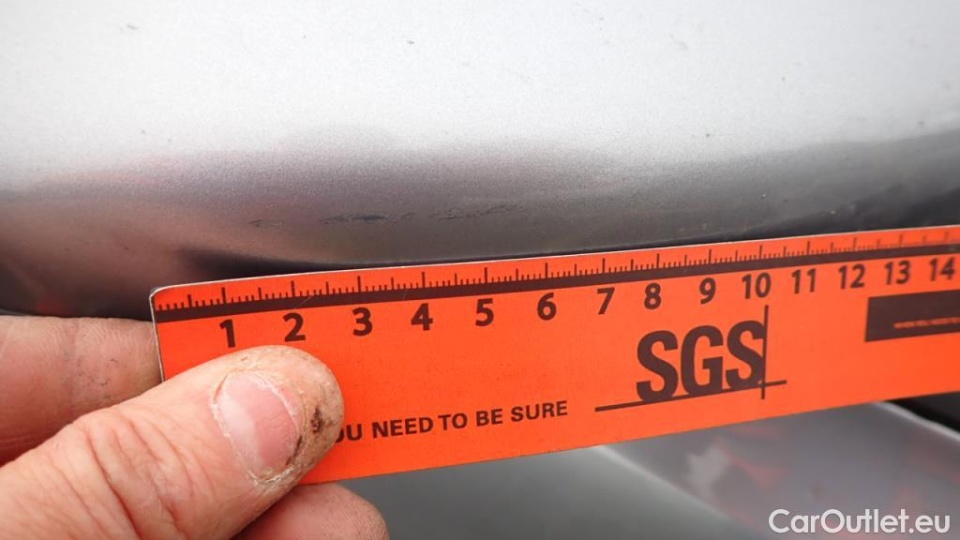 1 2 3 4 5 6 7 8 9 10 11 12 13 14
SGS
OU NEED TO BE SURE
CarOutlet.eu